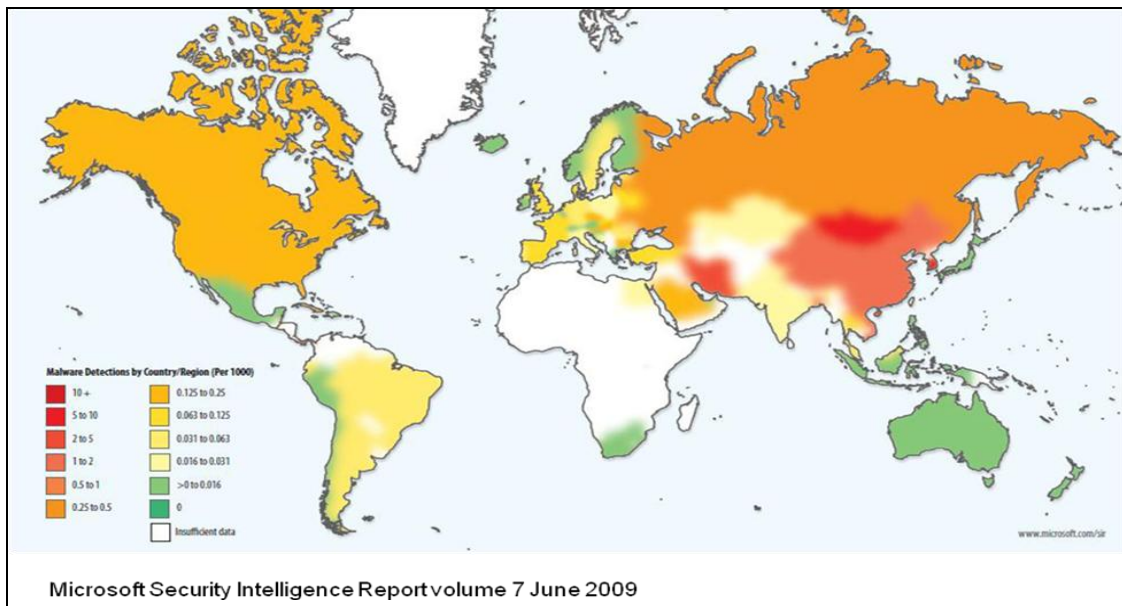 Malware Detections by Country/Region (Per 1000)
10 +
5 to 10
2 to 5
1 to 2
0.5 to 1
0.25 to 0.5
0.125 to 0.25
0.063 to 0.125
0.031 to 0.063
0.016 to 0.031
>0 to 0.016
0
Insufficient data
www.microsoft.com/sir
Microsoft Security Intelligence Report volume 7 June 2009